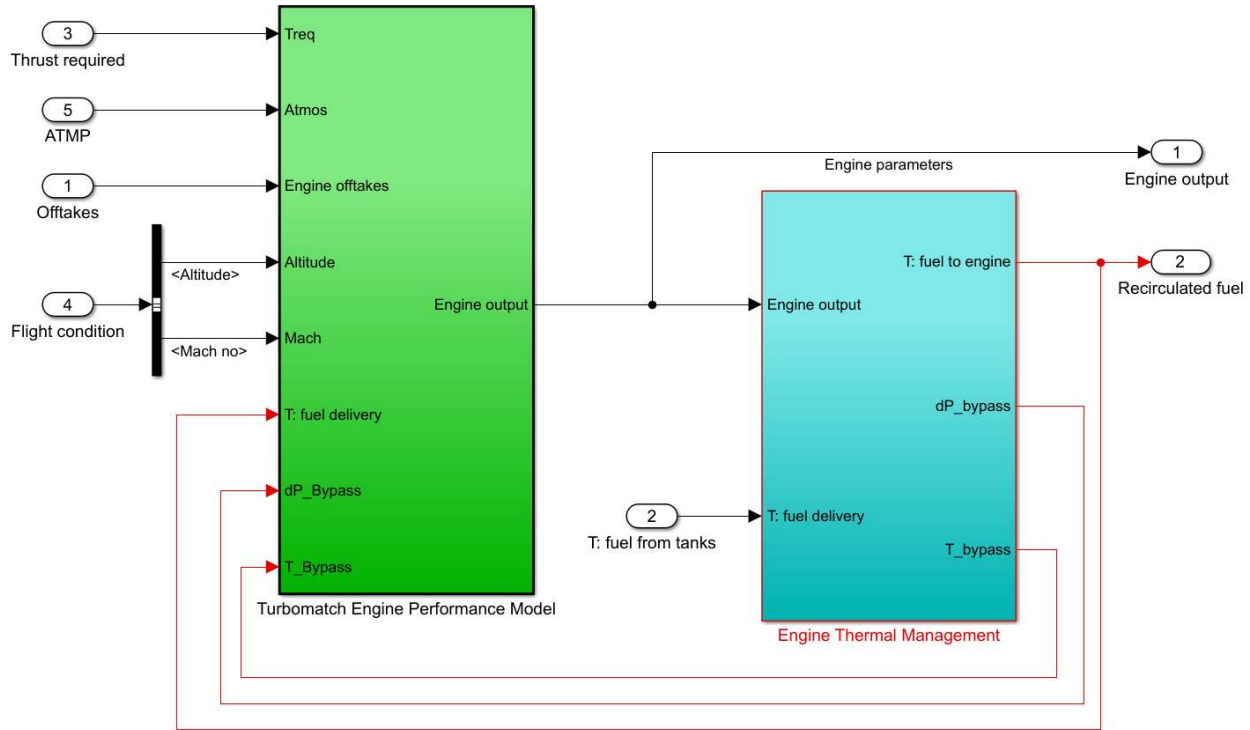 3
Thrust required
5
ATMP
1
Offtakes
4
Flight condition
<Altitude>
<Mach no>
Treq
Atmos
Engine offtakes
Altitude
Mach
T: fuel delivery
dP_Bypass
T_Bypass
Engine output
Turbomatch Engine Performance Model
Engine parameters
1
Engine output
2
Recirculated fuel
T: fuel to engine
Engine output
dP_bypass
T: fuel delivery
T_bypass
2
T: fuel from tanks
Engine Thermal Management